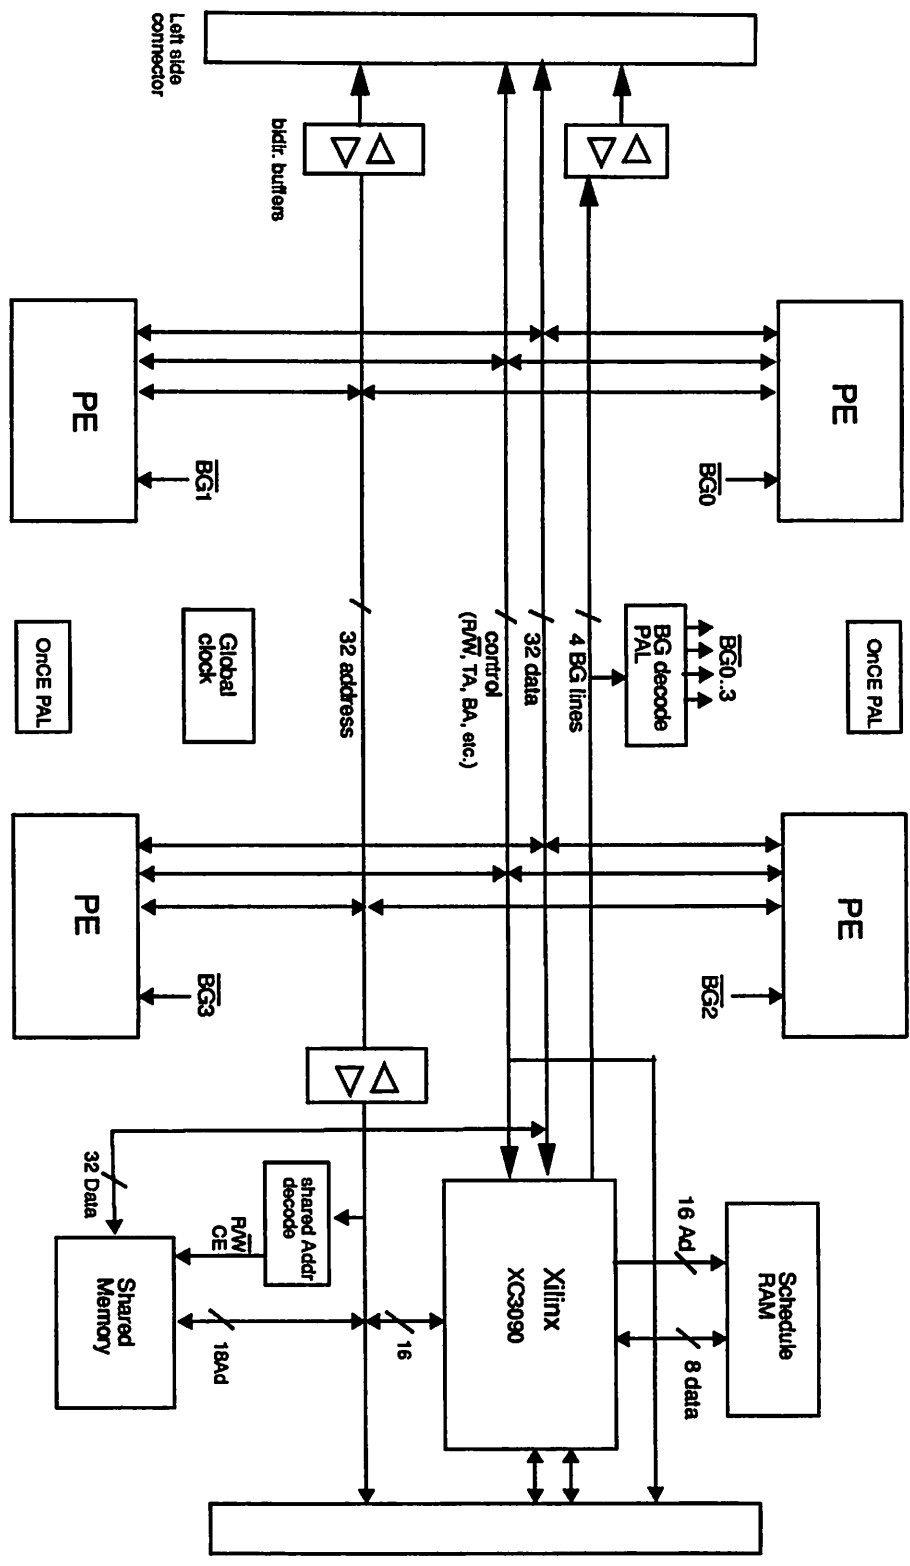 PE
OnCE PAL
PE
Schedule
RAM
BG0
BG0..3
BG2
BG decode
PAL
16 Ad
8 data
4 BG lines
32 data
control
(R/W, TA, BA, etc.)
Xilinx
XC3090
32 address
16
bidir. buffers
shared Addr
decode
Global
clock
R/W
CE
18Ad
BG1
BG3
Left side
connector
32 Data
Shared
Memory
PE
OnCE PAL
PE